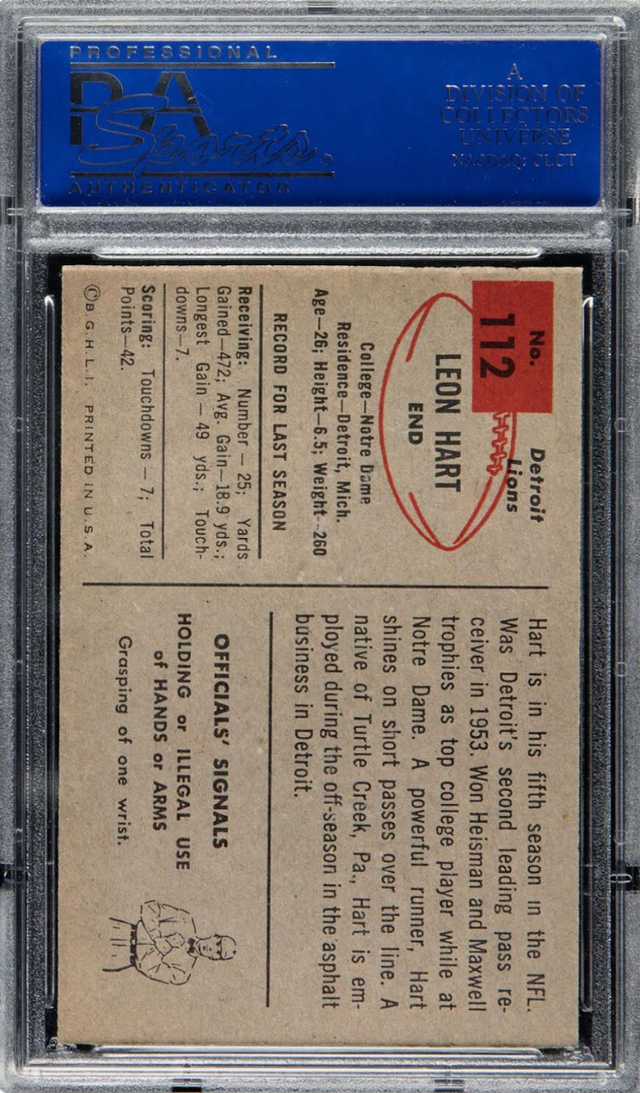 PROFESSIONAL
PSA
Sports
AUTHENTICATOR
A
DIVISION OF
COLLECTORS
UNIVERSE
NASDAQ: CLCT
No.
112
Detroit
Lions
LEON HART
END
College—Notre Dame
Residence—Detroit, Mich.
Age—26; Height—6.5; Weight—260
RECORD FOR LAST SEASON
Receiving: Number — 25; Yards
Gained—472; Avg. Gain—18.9 yds.;
Longest Gain — 49 yds.; Touch-
downs—7.
Scoring: Touchdowns — 7; Total
Points—42.
©B.G.H.L.I. PRINTED IN U.S.A.
Hart is in his fifth season in the NFL.
Was Detroit's second leading pass re-
ceiver in 1953. Won Heisman and Maxwell
trophies as top college player while at
Notre Dame. A powerful runner, Hart
shines on short passes over the line. A
native of Turtle Creek, Pa., Hart is em-
ployed during the off-season in the asphalt
business in Detroit.
OFFICIALS' SIGNALS
HOLDING or ILLEGAL USE
of HANDS or ARMS
Grasping of one wrist.